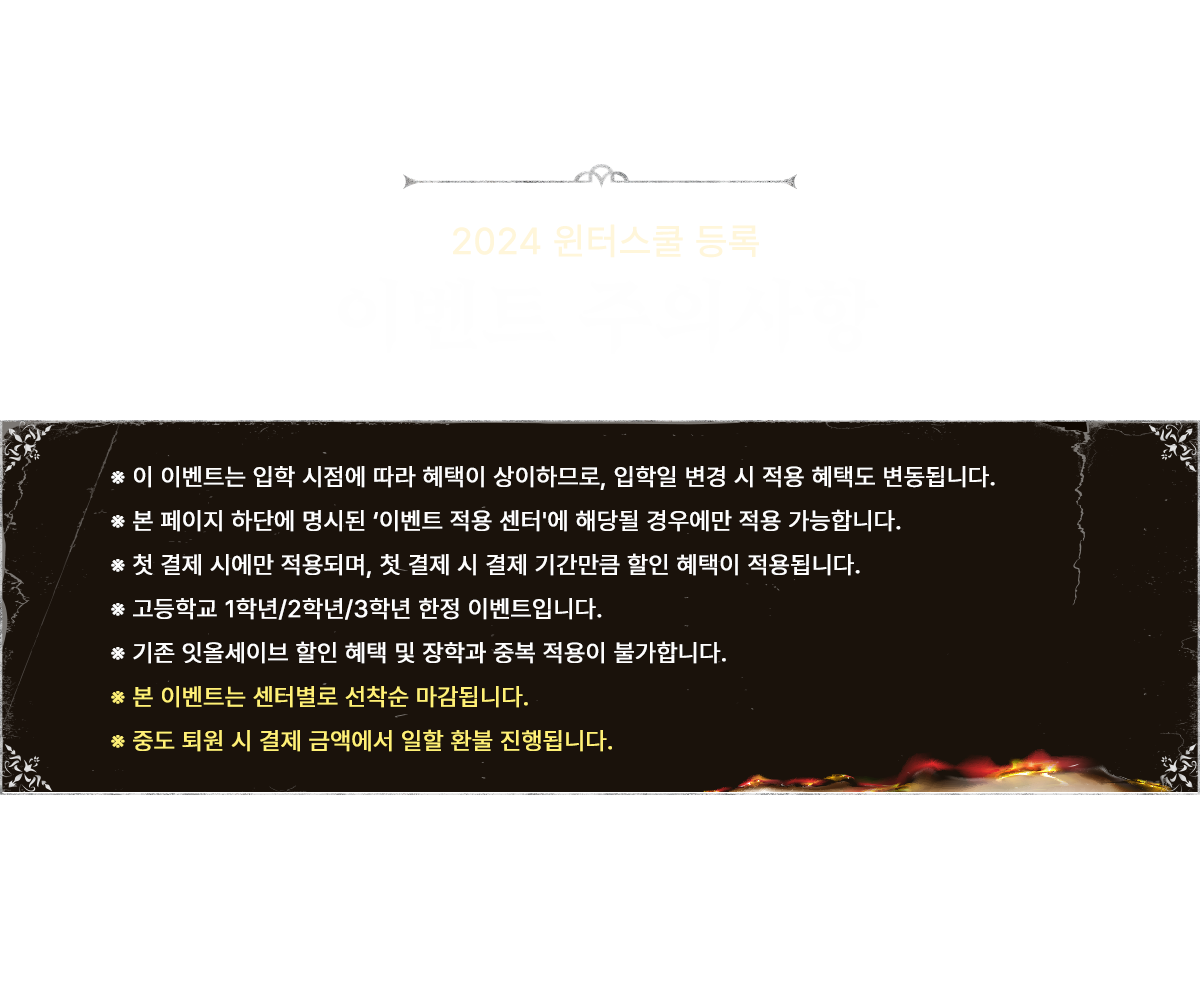 2024 윈터스쿨 등록
이벤트 주의사항
※ 이 이벤트는 입학 시점에 따라 혜택이 상이하므로, 입학일 변경 시 적용 혜택도 변동됩니다.
※ 본 페이지 하단에 명시된 ‘이벤트 적용 센터'에 해당될 경우에만 적용 가능합니다.
※ 첫 결제 시에만 적용되며, 첫 결제 시 결제 기간만큼 할인 혜택이 적용됩니다.
※ 고등학교 1학년/2학년/3학년 한정 이벤트입니다.
※ 기존 잇올세이브 할인 혜택 및 장학과 중복 적용이 불가합니다.
※ 본 이벤트는 센터별로 선착순 마감됩니다.
※ 중도 퇴원 시 결제 금액에서 일할 환불 진행됩니다.